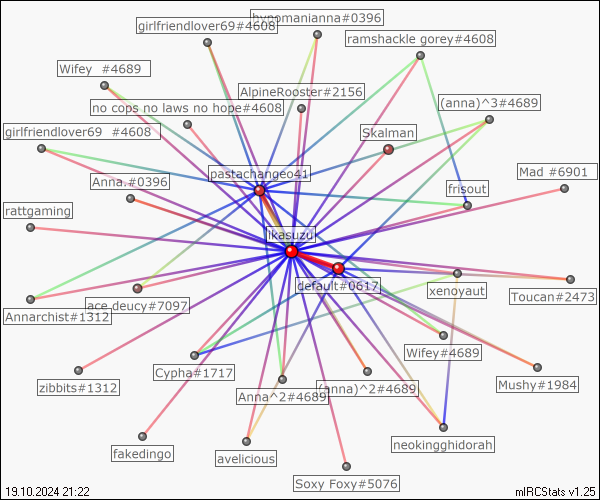 girlfriendlover69#4608
hypomanianna#0396
ramshackle gorey#4608
Wifey  #4689
AlpineRooster#2156
(anna)^3#4689
no cops no laws no hope#4608
girlfriendlover69  #4608
Skalman
pastachangeo41
Mad #6901
Anna.#0396
frisout
rattgaming
ikasuzu
default#0617
xenoyaut
Toucan#2473
ace deucy#7097
Annarchist#1312
Wifey#4689
Cypha#1717
zibbits#1312
Anna^2#4689
(anna)^2#4689
Mushy#1984
neokingghidorah
fakedingo
avelicious
Soxy Foxy#5076
19.10.2024 21:22
mIRCStats v1.25